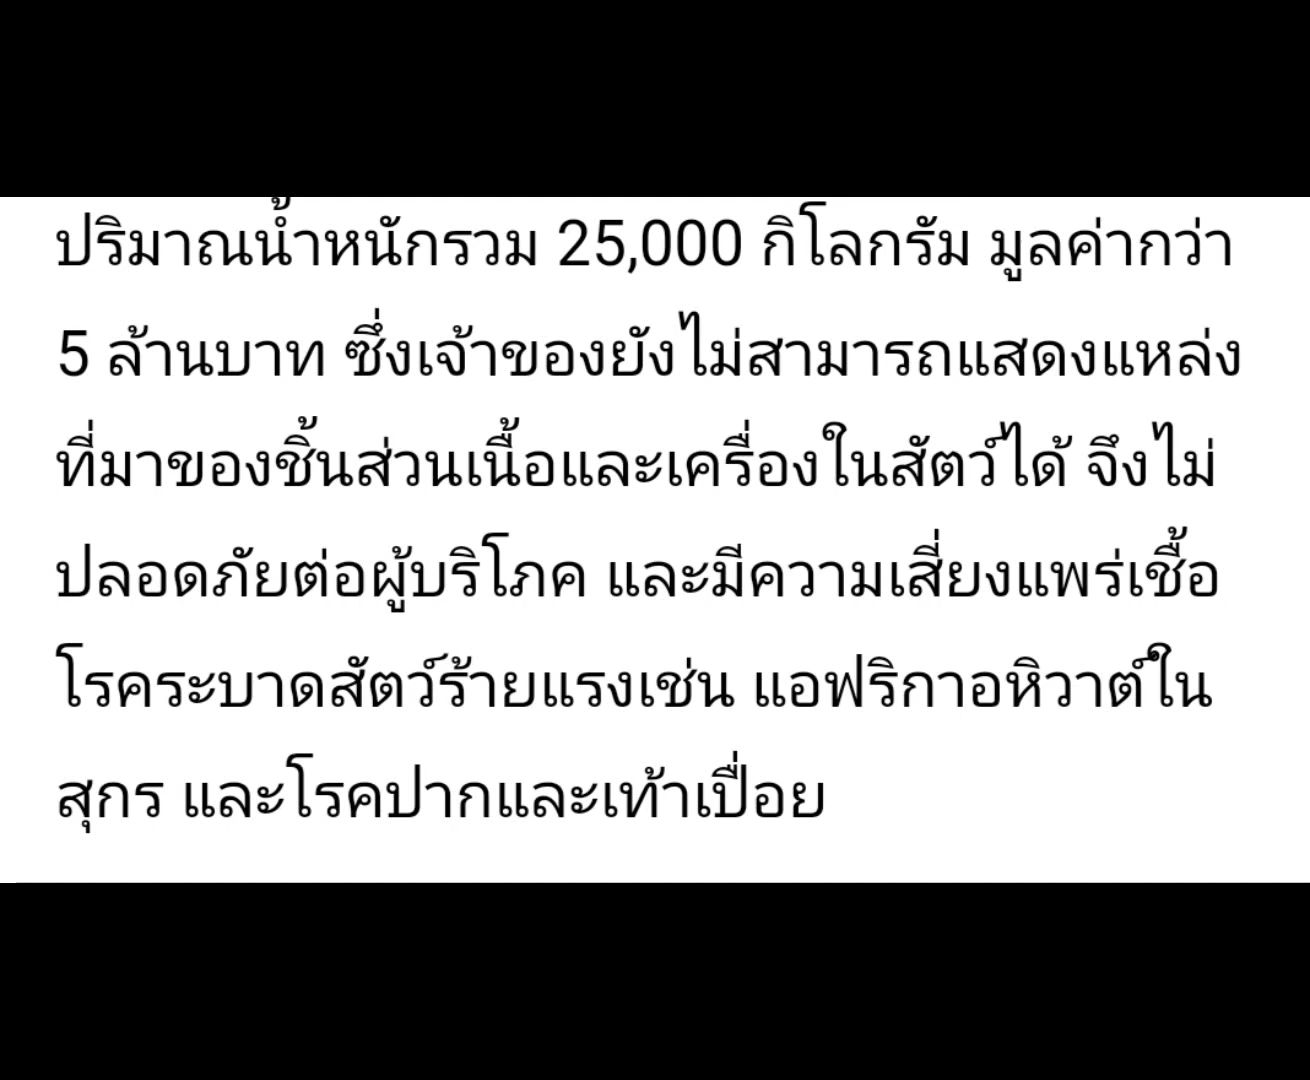 ปริมาณน้ำหนักรวม 25,000 กิโลกรัม มูลค่ากว่า
5 ล้านบาท ซึ่งเจ้าของยังไม่สามารถแสดงแหล่ง
ที่มาของชิ้นส่วนเนื้อและเครื่องในสัตว์ได้ จึงไม่
ปลอดภัยต่อผู้บริโภค และมีความเสี่ยงแพร่เชื้อ
โรคระบาดสัตว์ร้ายแรงเช่น แอฟริกาอหิวาต์ใน
สุกร และโรคปากและเท้าเปื่อย